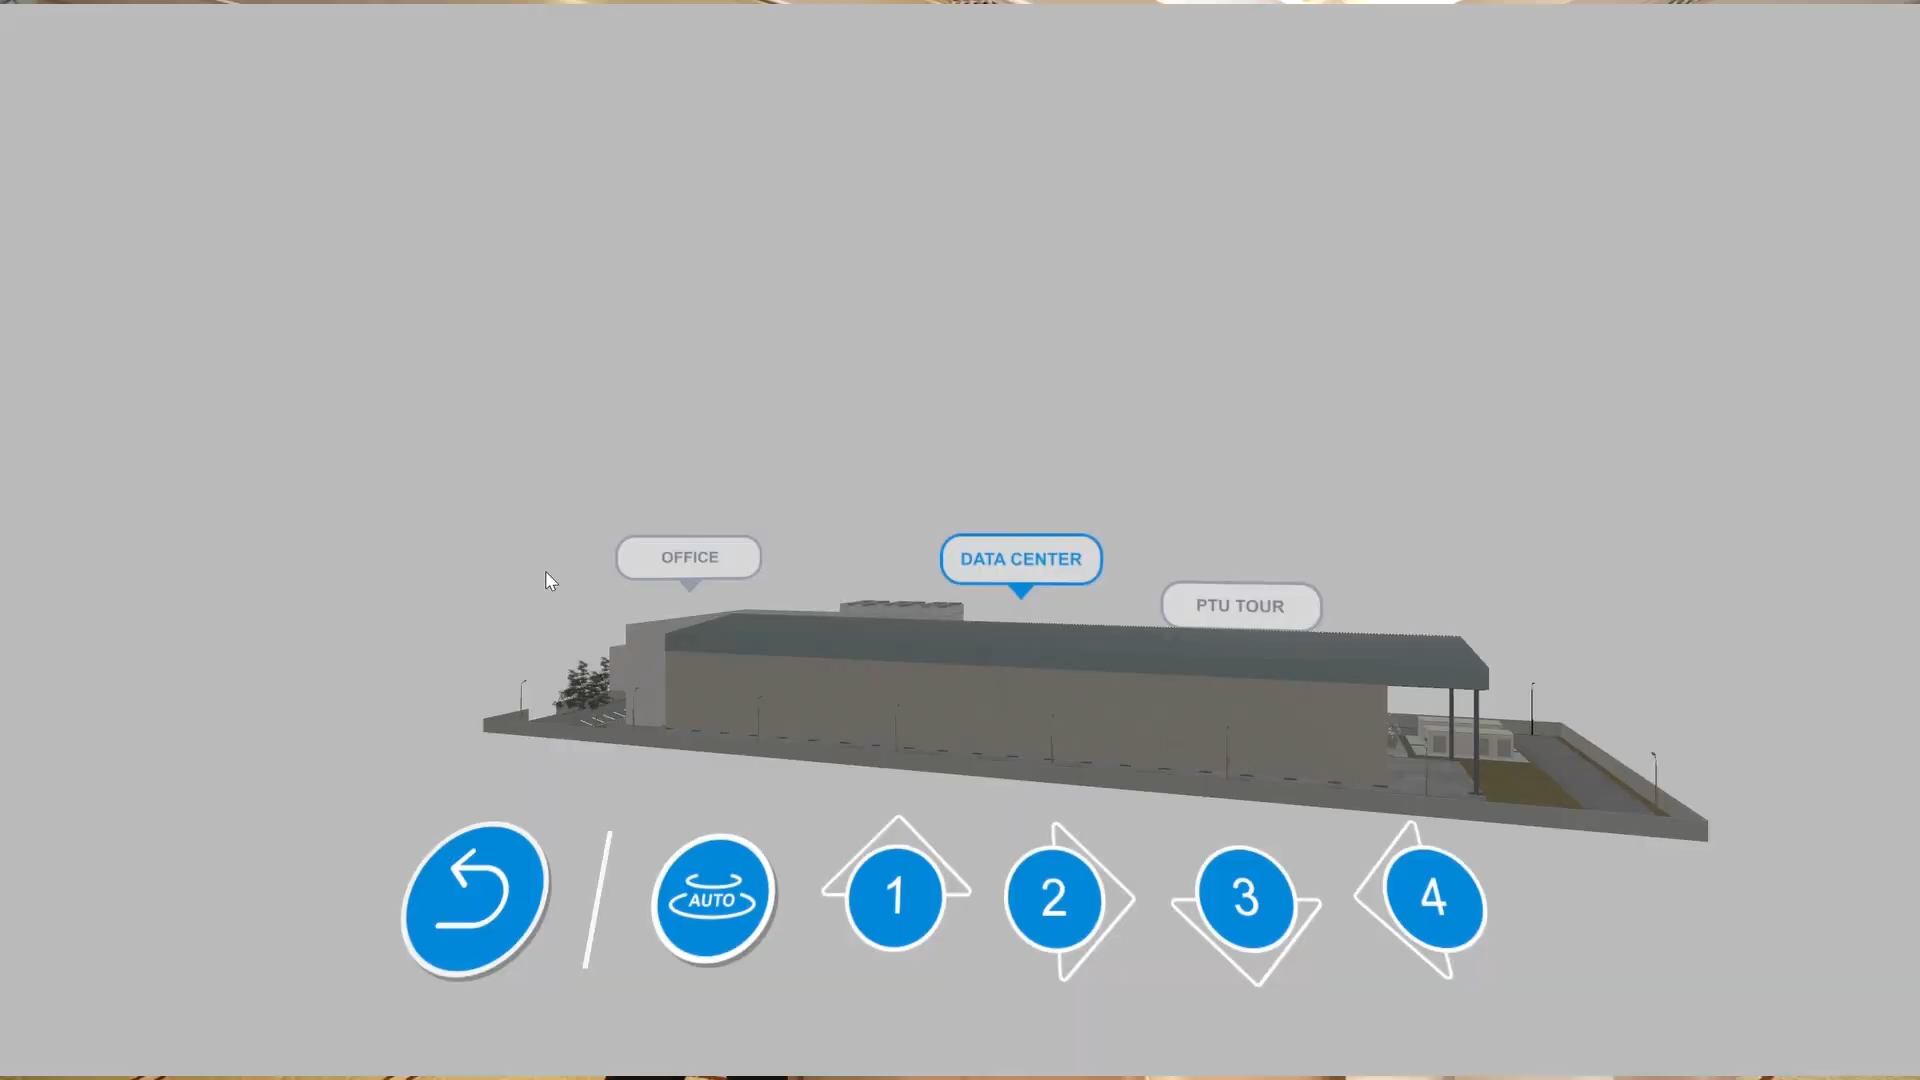 OFFICE
DATA CENTER
PTU TOUR
AUTO
1
2
3
4